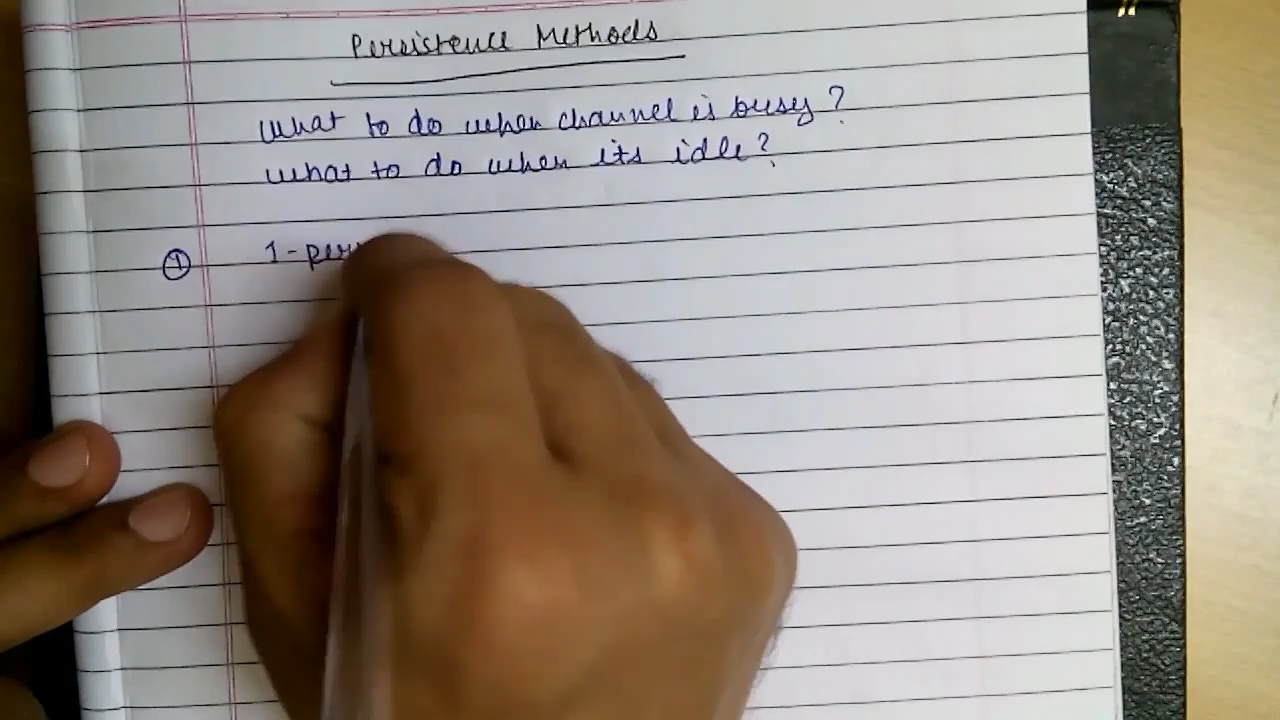 Persistence Methods
What to do when channel is busy?
What to do when its idle?
① 1-per